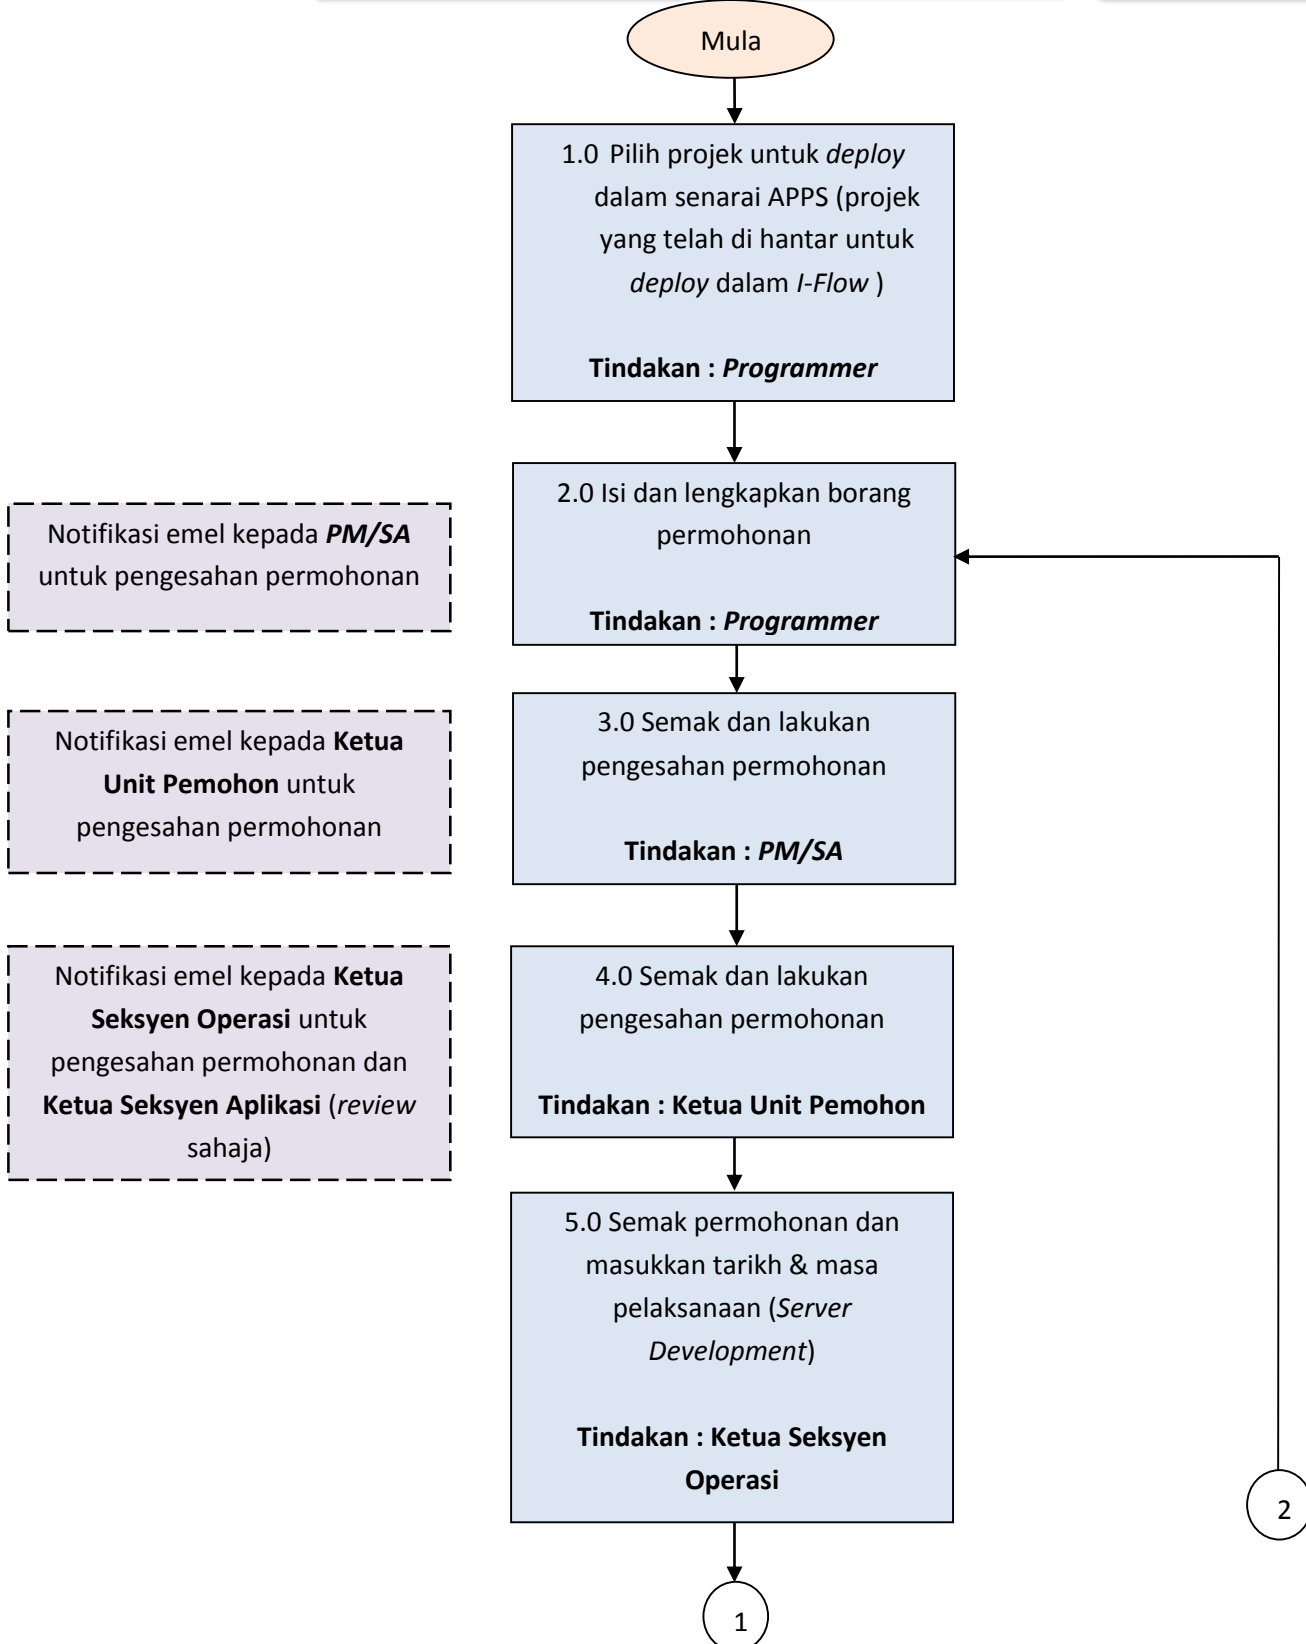 Mula
1.0 Pilih projek untuk deploy
dalam senarai APPS (projek
yang telah di hantar untuk
deploy dalam I-Flow )
Tindakan : Programmer
2.0 Isi dan lengkapkan borang
permohonan
Tindakan : Programmer
Notifikasi emel kepada PM/SA
untuk pengesahan permohonan
3.0 Semak dan lakukan
pengesahan permohonan
Tindakan : PM/SA
Notifikasi emel kepada Ketua
Unit Pemohon untuk
pengesahan permohonan
4.0 Semak dan lakukan
pengesahan permohonan
Tindakan : Ketua Unit Pemohon
Notifikasi emel kepada Ketua
Seksyen Operasi untuk
pengesahan permohonan dan
Ketua Seksyen Aplikasi (review
sahaja)
5.0 Semak permohonan dan
masukkan tarikh & masa
pelaksanaan (Server
Development)
Tindakan : Ketua Seksyen
Operasi
2
1